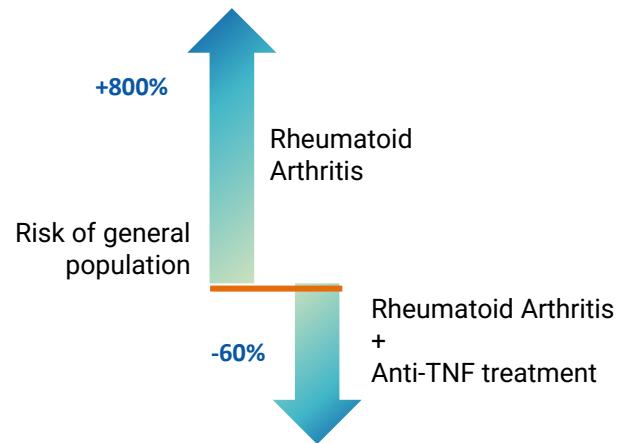 +800%
Rheumatoid
Arthritis
Risk of general
population
-60%
Rheumatoid Arthritis
+
Anti-TNF treatment